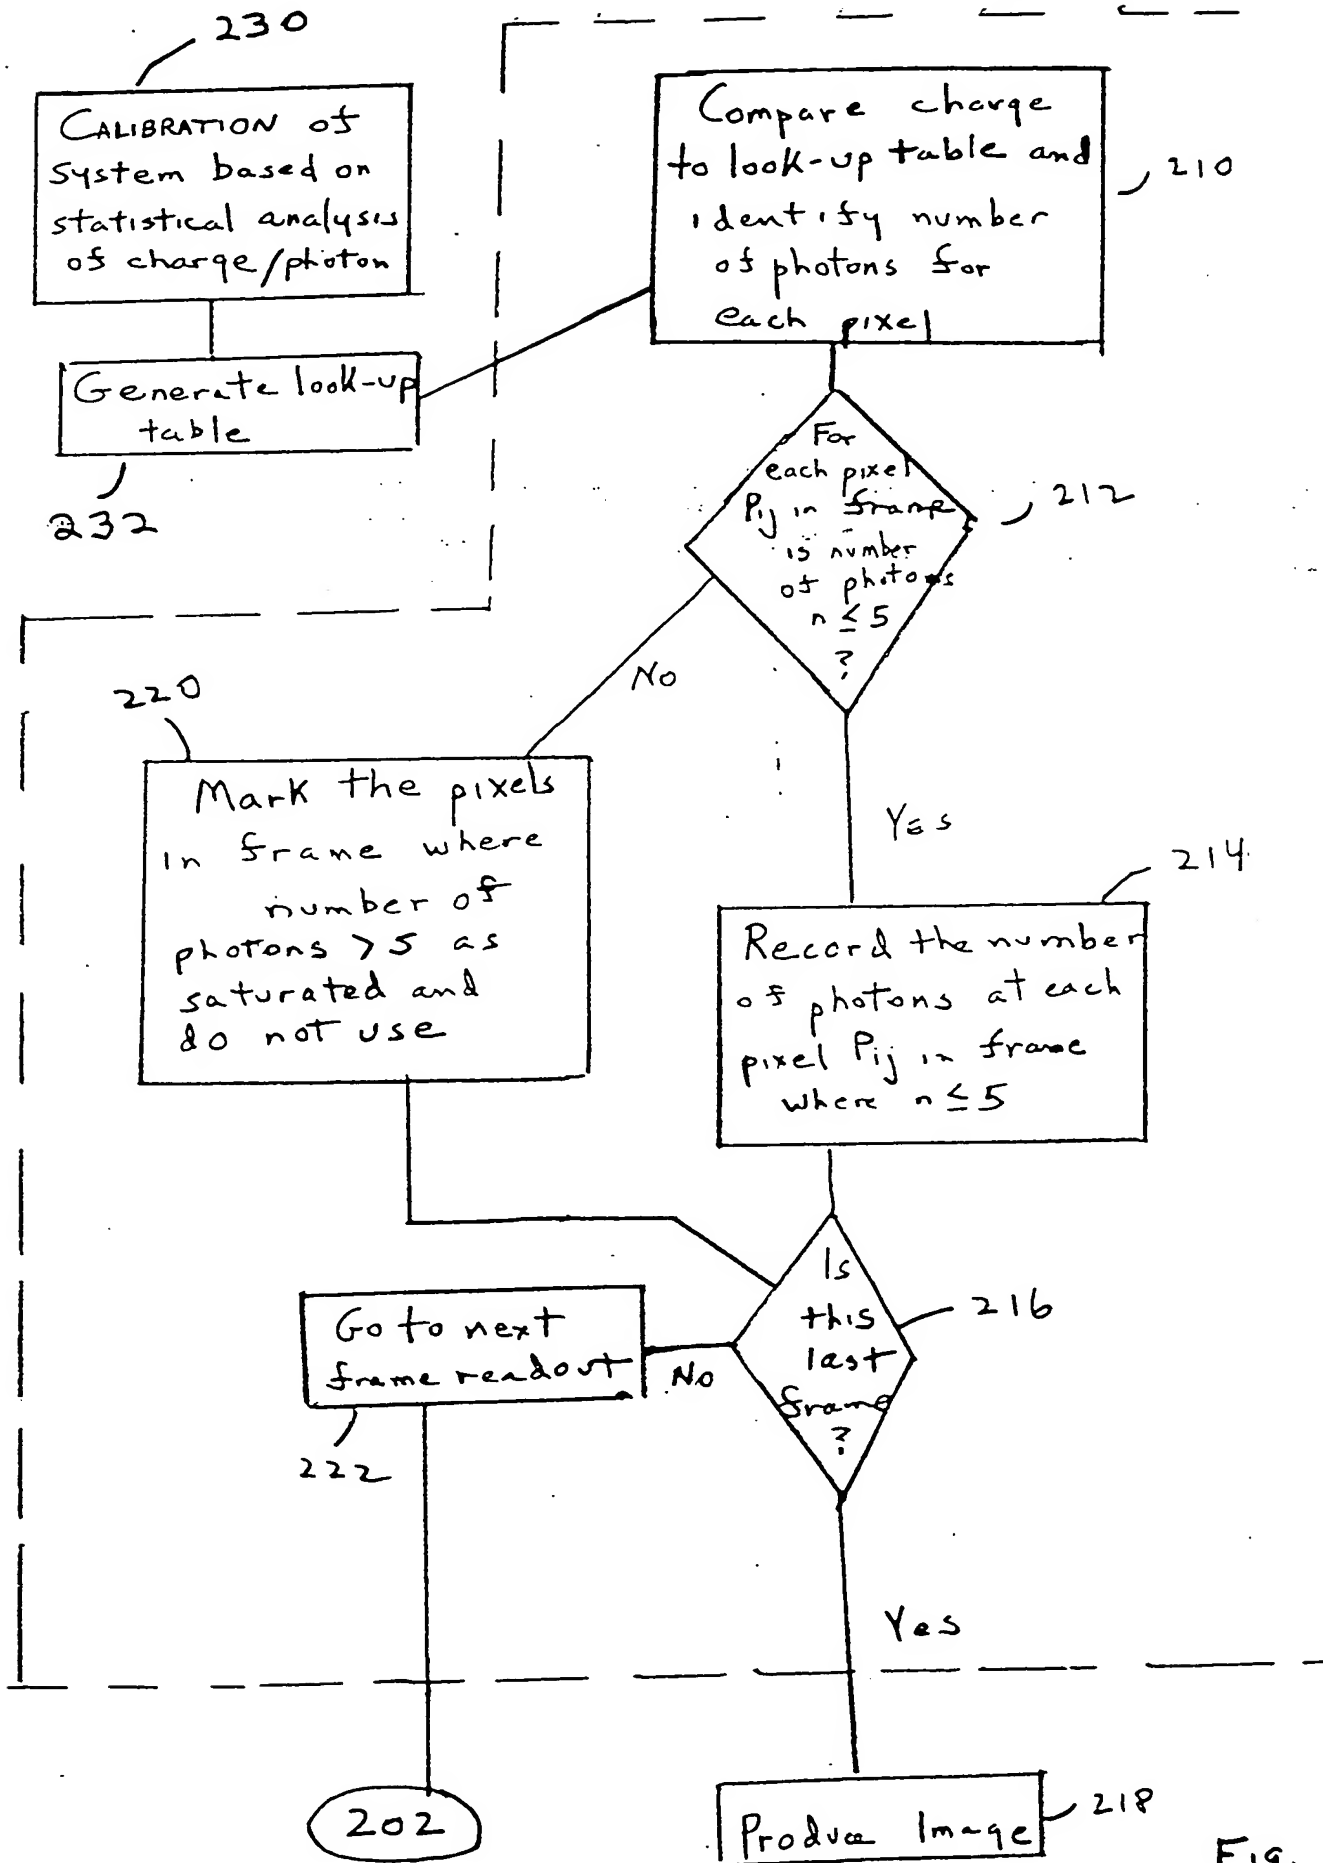 230
CALIBRATION of
system based on
statistical analysis
of charge/photon
Generate look-up
table
232
Compare charge
to look-up table and
identify number
of photons for
each pixel
210
For
each pixel
Pij in frame
is number
of photons
n ≤ 5
?
212
No
Yes
220
Mark the pixels
in frame where
number of
photons > 5 as
saturated and
do not use
214
Record the number
of photons at each
pixel Pij in frame
where n ≤ 5
Is
this
last
frame
?
216
No
Go to next
frame readout
222
Yes
202
Produce Image
218
Fig.